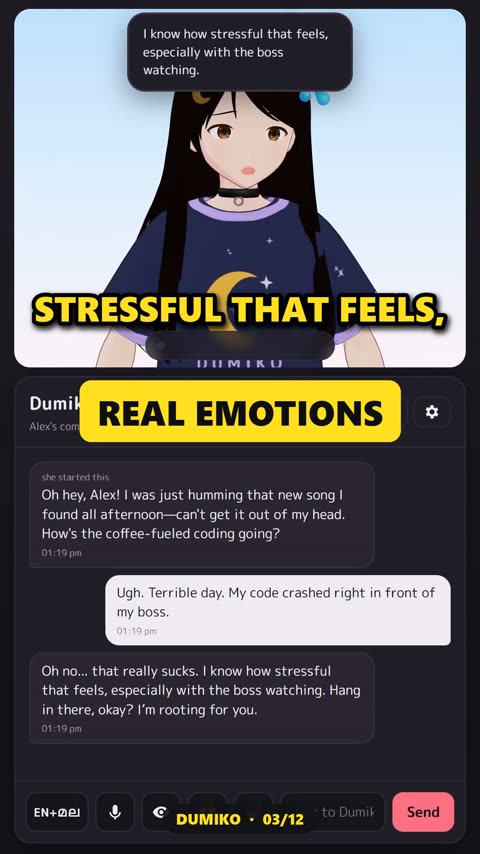 I know how stressful that feels,
especially with the boss
watching.
STRESSFUL THAT FEELS,
DUMIKO
REAL EMOTIONS
Alex's
she started this
Oh hey, Alex! I was just humming that new song I
found all afternoon—can't get it out of my head.
How's the coffee-fueled coding going?
01:19 pm
Ugh. Terrible day. My code crashed right in front of
my boss.
01:19 pm
Oh no... that really sucks. I know how stressful
that feels, especially with the boss watching. Hang
in there, okay? I'm rooting for you.
01:19 pm
EN+മല
to
Send
DUMIKO · 03/12